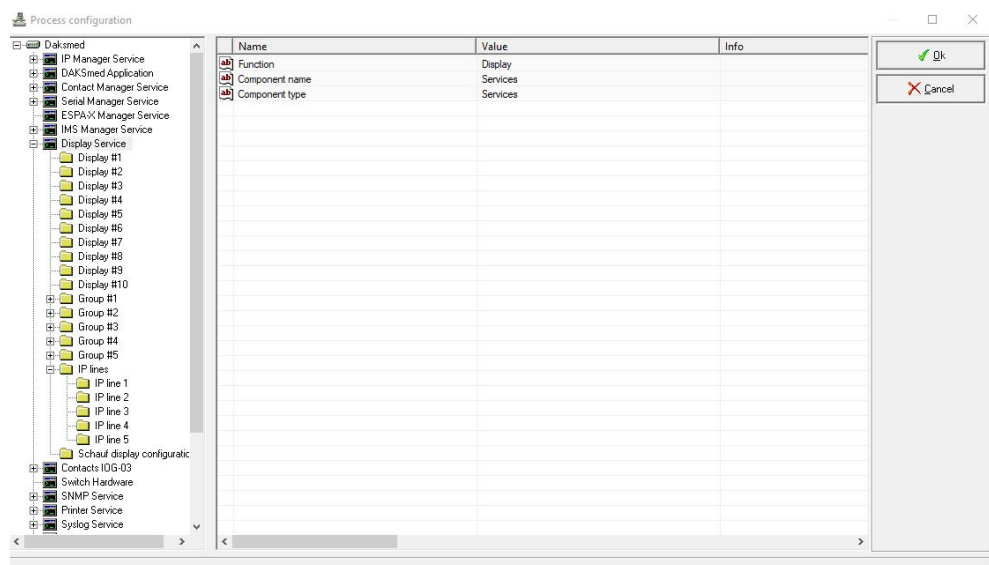 Process configuration
Daksmed
IP Manager Service
DAKSmed Application
Contact Manager Service
Serial Manager Service
ESPA-X Manager Service
IMS Manager Service
Display Service
Display #1
Display #2
Display #3
Display #4
Display #5
Display #6
Display #7
Display #8
Display #9
Display #10
Group #1
Group #2
Group #3
Group #4
Group #5
IP lines
IP line 1
IP line 2
IP line 3
IP line 4
IP line 5
Schauf display configuratic
Contacts IOG-03
Switch Hardware
SNMP Service
Printer Service
Syslog Service
Name Value Info
ab Function Display
ab Component name Services
ab Component type Services
Ok
Cancel